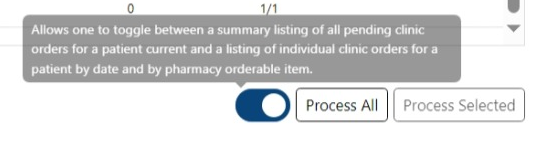 0 1/1
Allows one to toggle between a summary listing of all pending clinic
orders for a patient current and a listing of individual clinic orders for a
patient by date and by pharmacy orderable item.
Process All Process Selected